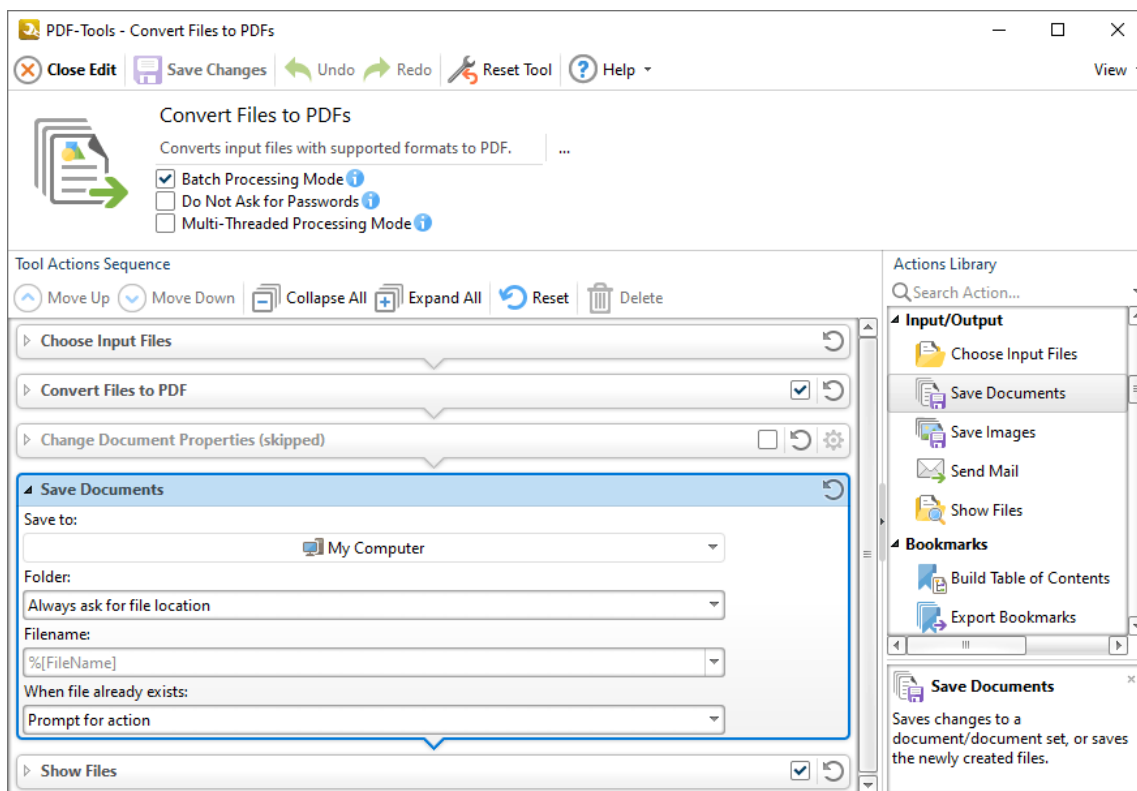 PDF-Tools - Convert Files to PDFs
Close Edit Save Changes Undo Redo Reset Tool ? Help View
Convert Files to PDFs
Converts input files with supported formats to PDF. ...
Batch Processing Mode i
Do Not Ask for Passwords i
Multi-Threaded Processing Mode i
Tool Actions Sequence
Move Up Move Down Collapse All Expand All Reset Delete
Choose Input Files
Convert Files to PDF
Change Document Properties (skipped)
Save Documents
Save to:
My Computer
Folder:
Always ask for file location
Filename:
%[FileName]
When file already exists:
Prompt for action
Show Files
Actions Library
Search Action...
Input/Output
Choose Input Files
Save Documents
Save Images
Send Mail
Show Files
Bookmarks
Build Table of Contents
Export Bookmarks
Save Documents
Saves changes to a
document/document set, or saves
the newly created files.